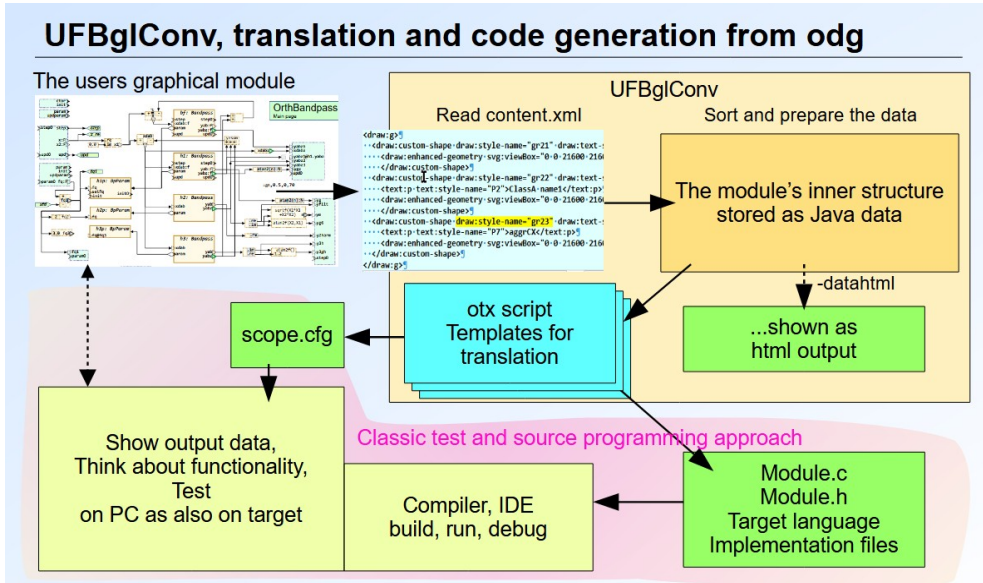 UFBglConv, translation and code generation from odg
The users graphical module
UFBglConv
Read content.xml
Sort and prepare the data
OrthBandpass
Main page
<draw:g>¶
··<draw:custom-shape·draw:style-name="gr21"·draw:text-s
····<draw:enhanced-geometry·svg:viewBox="0·0·21600·2160
····</draw:custom-shape>¶
··<draw:custom-shape·draw:style-name="gr22"·draw:text-s
····<text:p·text:style-name="P2">ClassA-name1</text:p>¶
····<draw:enhanced-geometry·svg:viewBox="0·0·21600·2160
····</draw:custom-shape>¶
··<draw:custom-shape·draw:style-name="gr23"·draw:text-s
····<text:p·text:style-name="P7">aggrCX</text:p>¶
····<draw:enhanced-geometry·svg:viewBox="0·0·21600·2160
··</draw:custom-shape>¶
</draw:g>¶
The module's inner structure
stored as Java data
-datahtml
...shown as
html output
otx script
Templates for
translation
scope.cfg
Show output data,
Think about functionality,
Test
on PC as also on target
Classic test and source programming approach
Compiler, IDE
build, run, debug
Module.c
Module.h
Target language
Implementation files